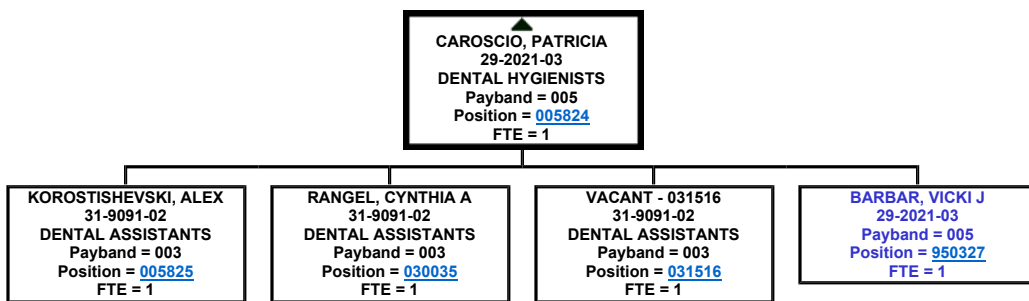 CAROSCIO, PATRICIA
29-2021-03
DENTAL HYGIENISTS
Payband = 005
Position = 005824
FTE = 1
KOROSTISHEVSKI, ALEX
31-9091-02
DENTAL ASSISTANTS
Payband = 003
Position = 005825
FTE = 1
RANGEL, CYNTHIA A
31-9091-02
DENTAL ASSISTANTS
Payband = 003
Position = 030035
FTE = 1
VACANT - 031516
31-9091-02
DENTAL ASSISTANTS
Payband = 003
Position = 031516
FTE = 1
BARBAR, VICKI J
29-2021-03
Payband = 005
Position = 950327
FTE = 1